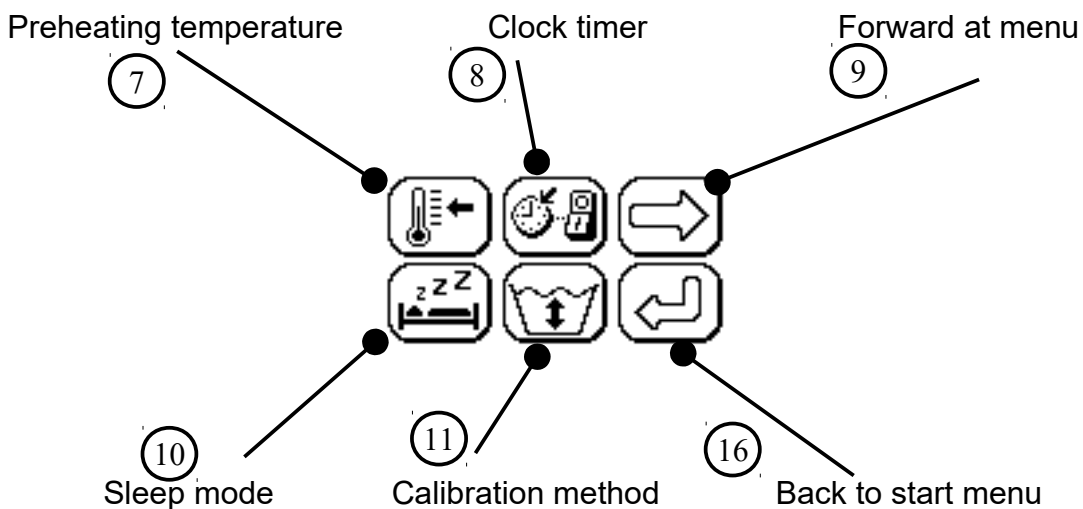 Preheating temperature
Clock timer
Forward at menu
7
8
9
z z Z
10
11
16
Sleep mode
Calibration method
Back to start menu